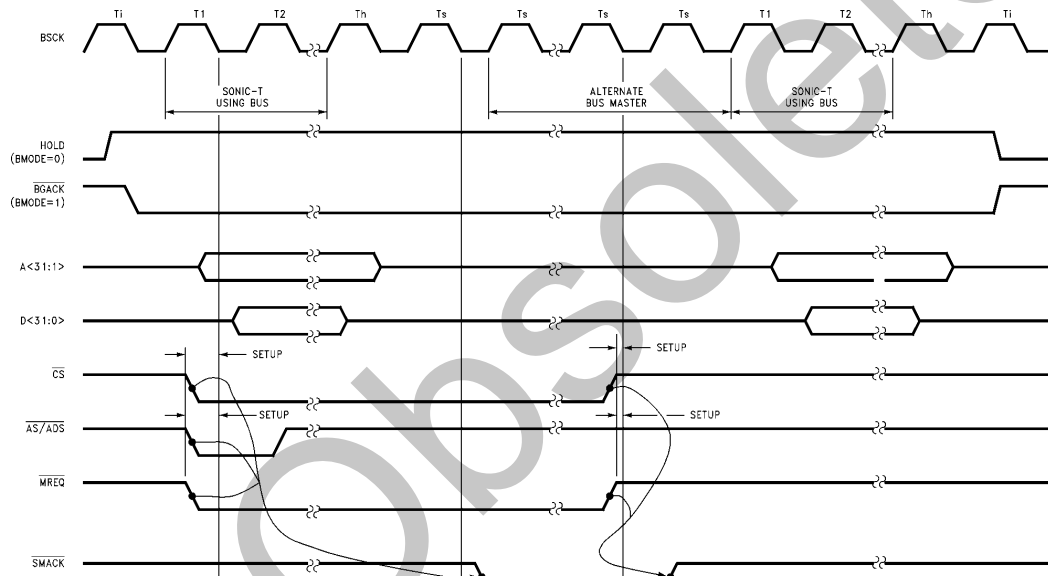 Ti T1 T2 Th Ts Ts Ts Ts T1 T2 Th Ti
BSCK
SONIC-T
USING BUS
ALTERNATE
BUS MASTER
SONIC-T
USING BUS
HOLD
(BMODE=0)
BGACK
(BMODE=1)
A<31:1>
D<31:0>
SETUP
SETUP
CS
SETUP
SETUP
AS/ADS
MREQ
SMACK
Obsolete